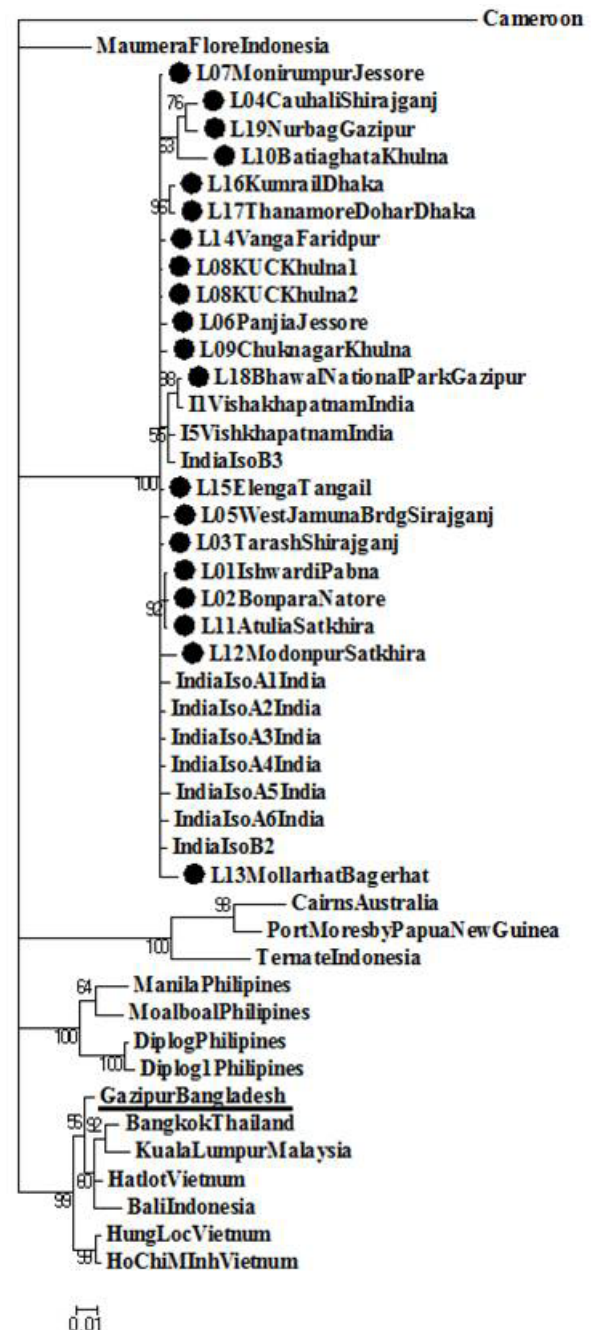 Cameroon
MaumeraFloreIndonesia
L07MonirumpurJessore
76
L04CauhaliShirajganj
L19NurbagGazipur
53
L10BatiaghataKhulna
L16KumrailDhaka
96
L17ThanamoreDoharDhaka
L14VangaFaridpur
L08KUCKhulna1
L08KUCKhulna2
L06PanjiaJessore
L09ChuknagarKhulna
88
L18BhawalNationalParkGazipur
I1VishakhapatnamIndia
55
I5VishkhapatnamIndia
IndiaIsoB3
100
L15ElengaTangail
L05WestJamunaBrdgSirajganj
L03TarashShirajganj
L01IshwardiPabna
92
L02BonparaNatore
L11AtuliaSatkhira
L12ModonpurSatkhira
IndiaIsoA1India
IndiaIsoA2India
IndiaIsoA3India
IndiaIsoA4India
IndiaIsoA5India
IndiaIsoA6India
IndiaIsoB2
L13MollarhatBagerhat
98
CairnsAustralia
PortMoresbyPapuaNewGuinea
100
TernateIndonesia
64
ManilaPhilipines
MoalboalPhilipines
100
DiplogPhilipines
100
Diplog1Philipines
GazipurBangladesh
55
92
BangkokThailand
KualaLumpurMalaysia
60
HatlotVietnum
99
BaliIndonesia
HungLocVietnum
98
HoChiMInhVietnum
0.01